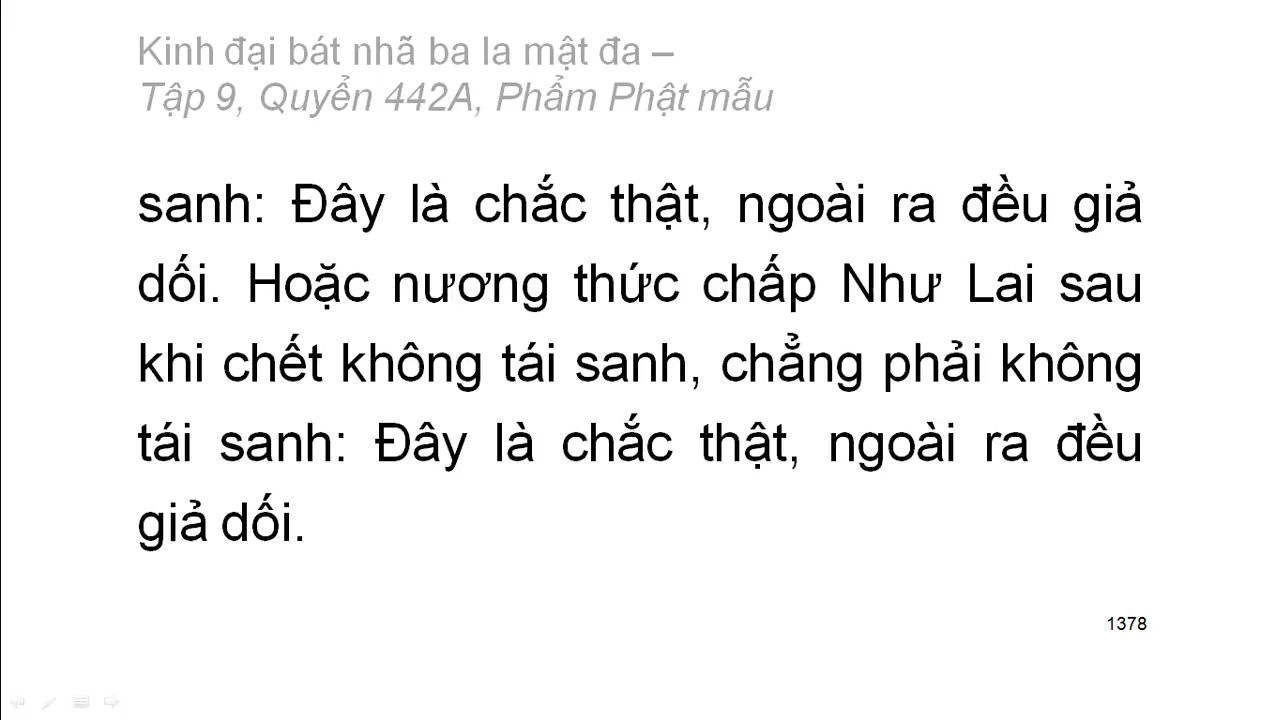 Kinh đại bát nhã ba la mật đa –
Tập 9, Quyển 442A, Phẩm Phật mẫu
sanh: Đây là chắc thật, ngoài ra đều giả
dối. Hoặc nương thức chấp Như Lai sau
khi chết không tái sanh, chẳng phải không
tái sanh: Đây là chắc thật, ngoài ra đều
giả dối.
1378